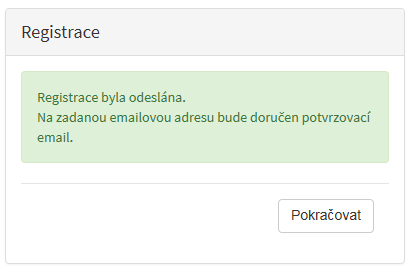 Registrace
Registrace byla odeslána.
Na zadanou emailovou adresu bude doručen potvrzovací
email.
Pokračovat